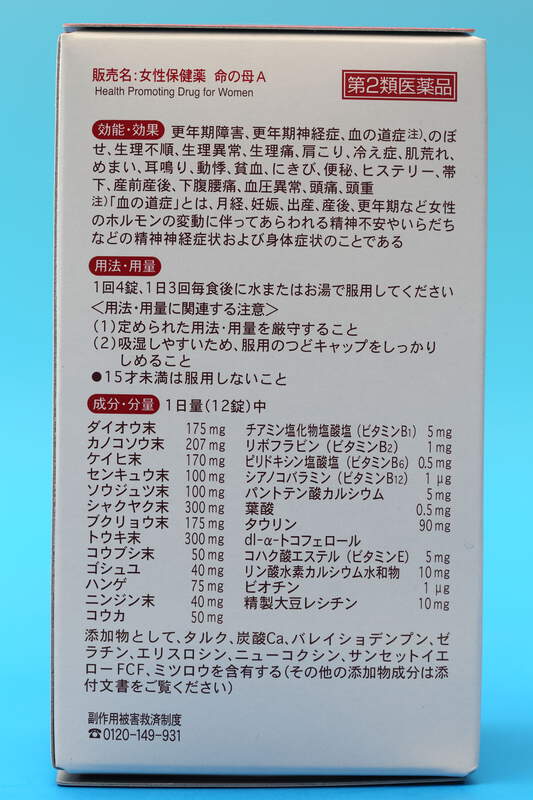 販売名:女性保健薬 命の母A
Health Promoting Drug for Women
第2類医薬品
効能・効果 更年期障害、更年期神経症、血の道症注)、のぼ
せ、生理不順、生理異常、生理痛、肩こり、冷え症、肌荒れ、
めまい、耳鳴り、動悸、貧血、にきび、便秘、ヒステリー、帯
下、産前産後、下腹腰痛、血圧異常、頭痛、頭重
注)「血の道症」とは、月経、妊娠、出産、産後、更年期など女性
のホルモンの変動に伴ってあらわれる精神不安やいらだち
などの精神神経症状および身体症状のことである
用法・用量
1回4錠、1日3回毎食後に水またはお湯で服用してください
<用法・用量に関連する注意>
(1)定められた用法・用量を厳守すること
(2)吸湿しやすいため、服用のつどキャップをしっかり
しめること
●15才未満は服用しないこと
成分・分量 1日量(12錠)中
ダイオウ末 175mg
カノコソウ末 207mg
ケイヒ末 170mg
センキュウ末 100mg
ソウジュツ末 100mg
シャクヤク末 300mg
ブクリョウ末 175mg
トウキ末 300mg
コウブシ末 50mg
ゴシュユ 40mg
ハンゲ 75mg
ニンジン末 40mg
コウカ 50mg
チアミン塩化物塩酸塩(ビタミンB1) 5mg
リボフラビン(ビタミンB2) 1mg
ピリドキシン塩酸塩(ビタミンB6) 0.5mg
シアノコバラミン(ビタミンB12) 1μg
パントテン酸カルシウム 5mg
葉酸 0.5mg
タウリン 90mg
dl-α-トコフェロール
コハク酸エステル(ビタミンE) 5mg
リン酸水素カルシウム水和物 10mg
ビオチン 1μg
精製大豆レシチン 10mg
添加物として、タルク、炭酸Ca、バレイショデンプン、ゼ
ラチン、エリスロシン、ニューコクシン、サンセットイエ
ローFCF、ミツロウを含有する(その他の添加物成分は添
付文書をご覧ください)
副作用被害救済制度
☎0120-149-931